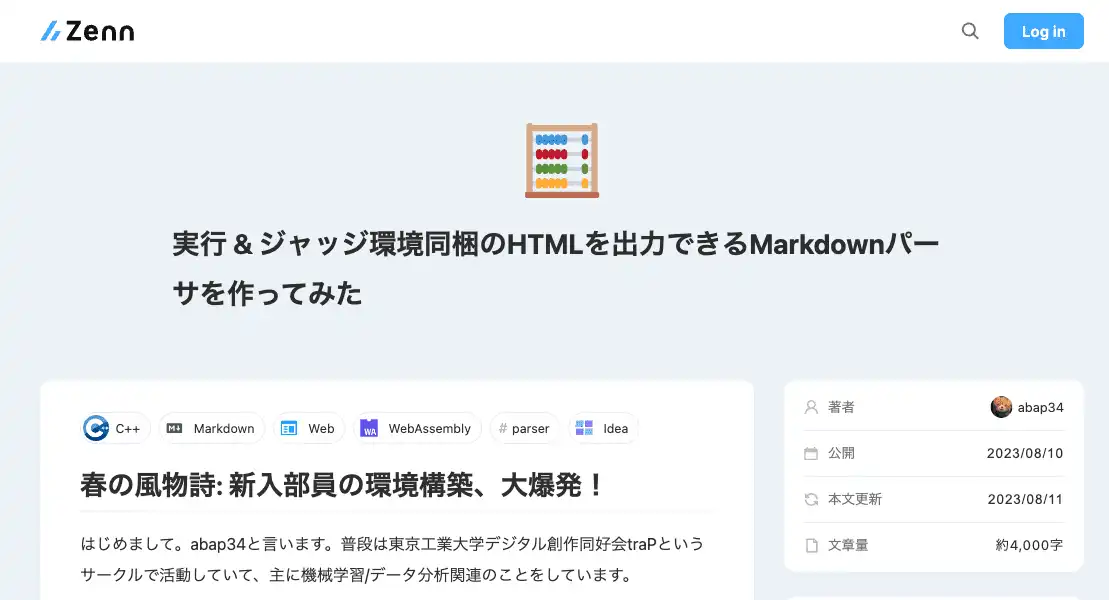 Zenn
Log in
実行 & ジャッジ環境同梱のHTMLを出力できるMarkdownパー
サを作ってみた
C++
Markdown
Web
WA
WebAssembly
# parser
Idea
春の風物詩: 新入部員の環境構築、大爆発！
はじめまして。abap34と言います。普段は東京工業大学デジタル創作同好会traPという
サークルで活動していて、主に機械学習/データ分析関連のことをしています。
著者 abap34
公開 2023/08/10
本文更新 2023/08/11
文章量 約4,000字